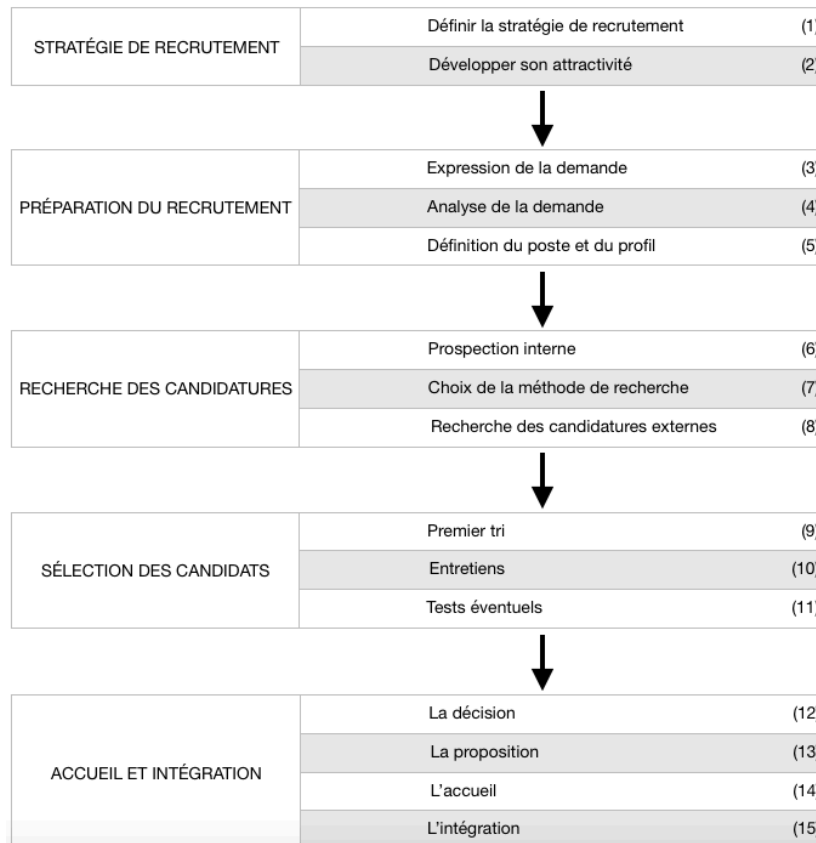 STRATÉGIE DE RECRUTEMENT
Définir la stratégie de recrutement (1)
Développer son attractivité (2)
PRÉPARATION DU RECRUTEMENT
Expression de la demande (3)
Analyse de la demande (4)
Définition du poste et du profil (5)
RECHERCHE DES CANDIDATURES
Prospection interne (6)
Choix de la méthode de recherche (7)
Recherche des candidatures externes (8)
SÉLECTION DES CANDIDATS
Premier tri (9)
Entretiens (10)
Tests éventuels (11)
ACCUEIL ET INTÉGRATION
La décision (12)
La proposition (13)
L’accueil (14)
L’intégration (15)